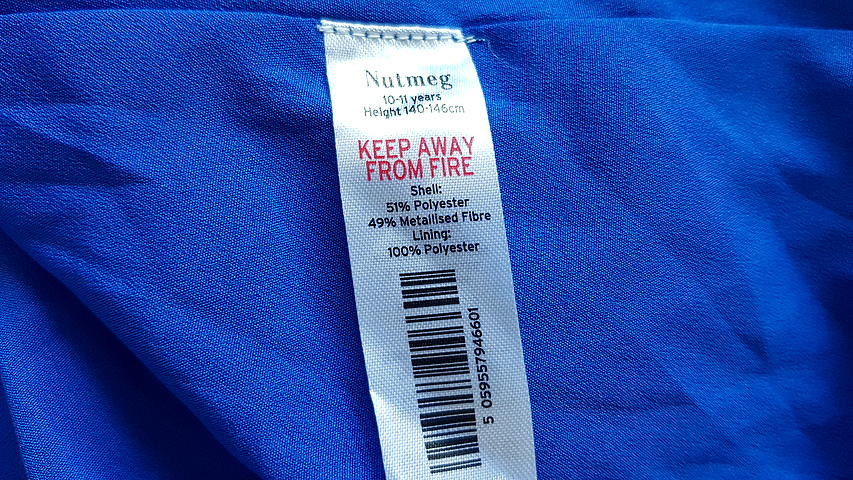 Nutmeg
10-11 years
Height 140-146cm
KEEP AWAY
FROM FIRE
Shell:
51% Polyester
49% Metallised Fibre
Lining:
100% Polyester
5 059557946601